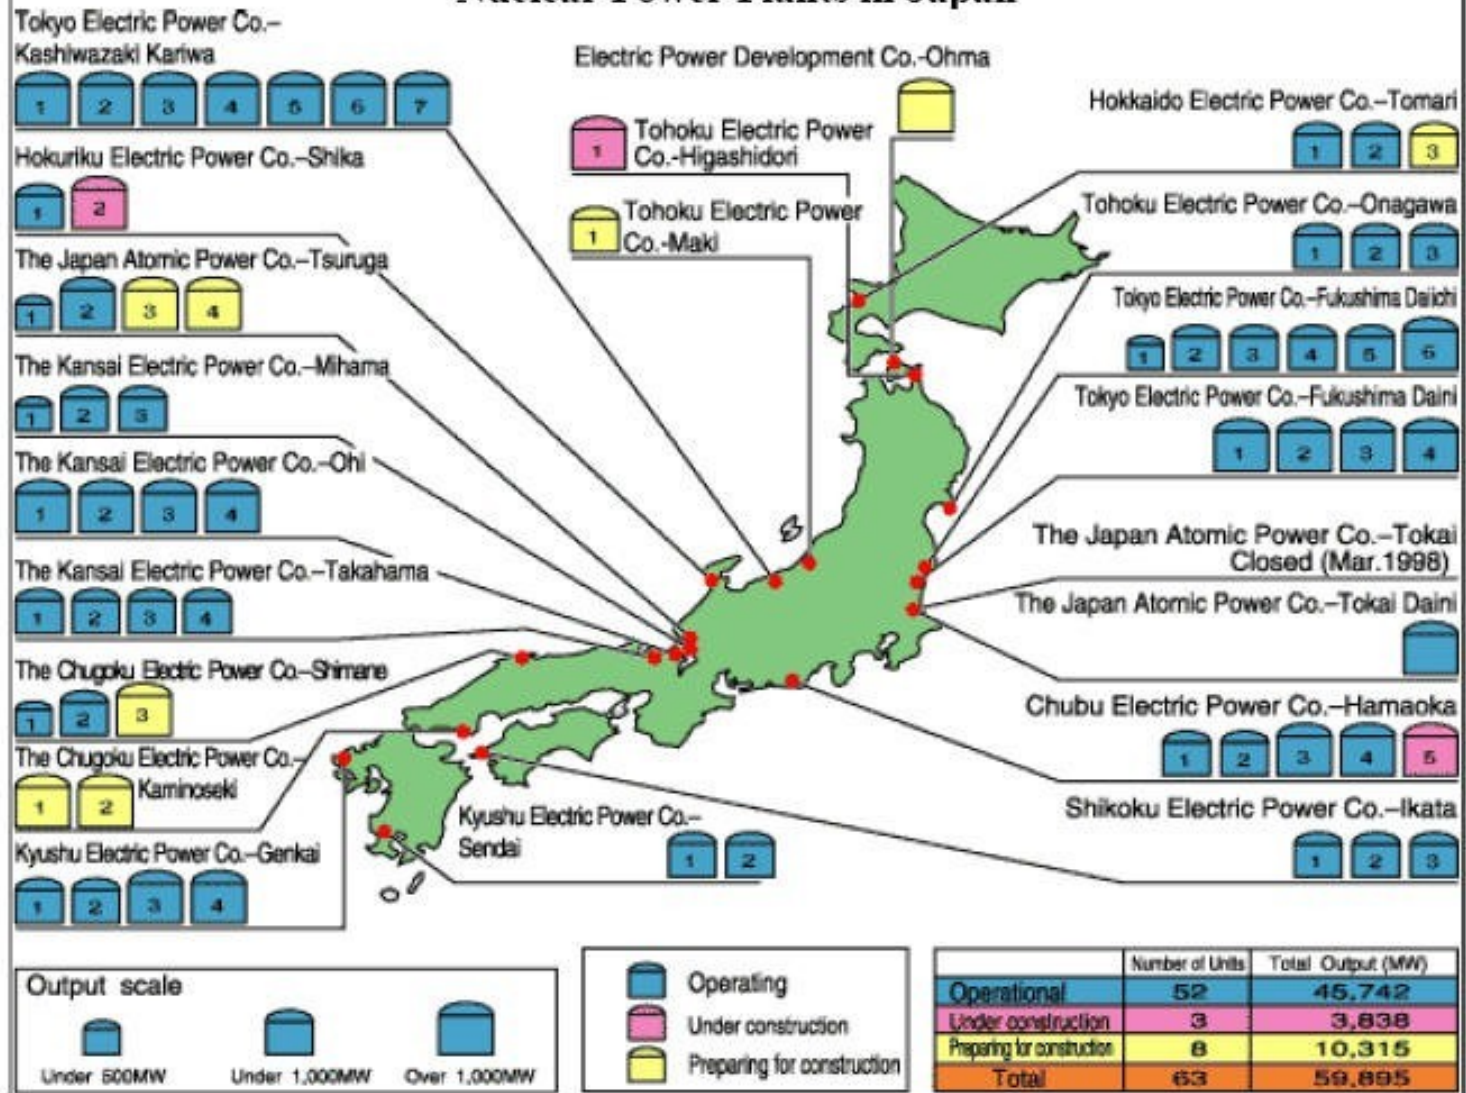 Nuclear Power Plants in Japan
Tokyo Electric Power Co.–
Kashiwazaki Kariwa
1 2 3 4 5 6 7
Hokuriku Electric Power Co.–Shika
1 2
The Japan Atomic Power Co.–Tsuruga
1 2 3 4
The Kansai Electric Power Co.–Mihama
1 2 3
The Kansai Electric Power Co.–Ohi
1 2 3 4
The Kansai Electric Power Co.–Takahama
1 2 3 4
The Chugoku Electric Power Co.–Shimane
1 2 3
The Chugoku Electric Power Co.–
Kaminoseki
1 2
Kyushu Electric Power Co.–Genkai
1 2 3 4
Electric Power Development Co.-Ohma
Tohoku Electric Power
Co.-Higashidori
1
Tohoku Electric Power
Co.-Maki
1
Kyushu Electric Power Co.–
Sendai
1 2
Hokkaido Electric Power Co.–Tomari
1 2 3
Tohoku Electric Power Co.–Onagawa
1 2 3
Tokyo Electric Power Co.–Fukushima Daiichi
1 2 3 4 5 6
Tokyo Electric Power Co.–Fukushima Daini
1 2 3 4
The Japan Atomic Power Co.–Tokai
Closed (Mar.1998)
The Japan Atomic Power Co.–Tokai Daini
Chubu Electric Power Co.–Hamaoka
1 2 3 4 5
Shikoku Electric Power Co.–Ikata
1 2 3
Output scale
Under 500MW Under 1,000MW Over 1,000MW
Operating
Under construction
Preparing for construction
Number of Units Total Output (MW)
Operational 52 45,742
Under construction 3 3,838
Preparing for construction 8 10,315
Total 63 59,895